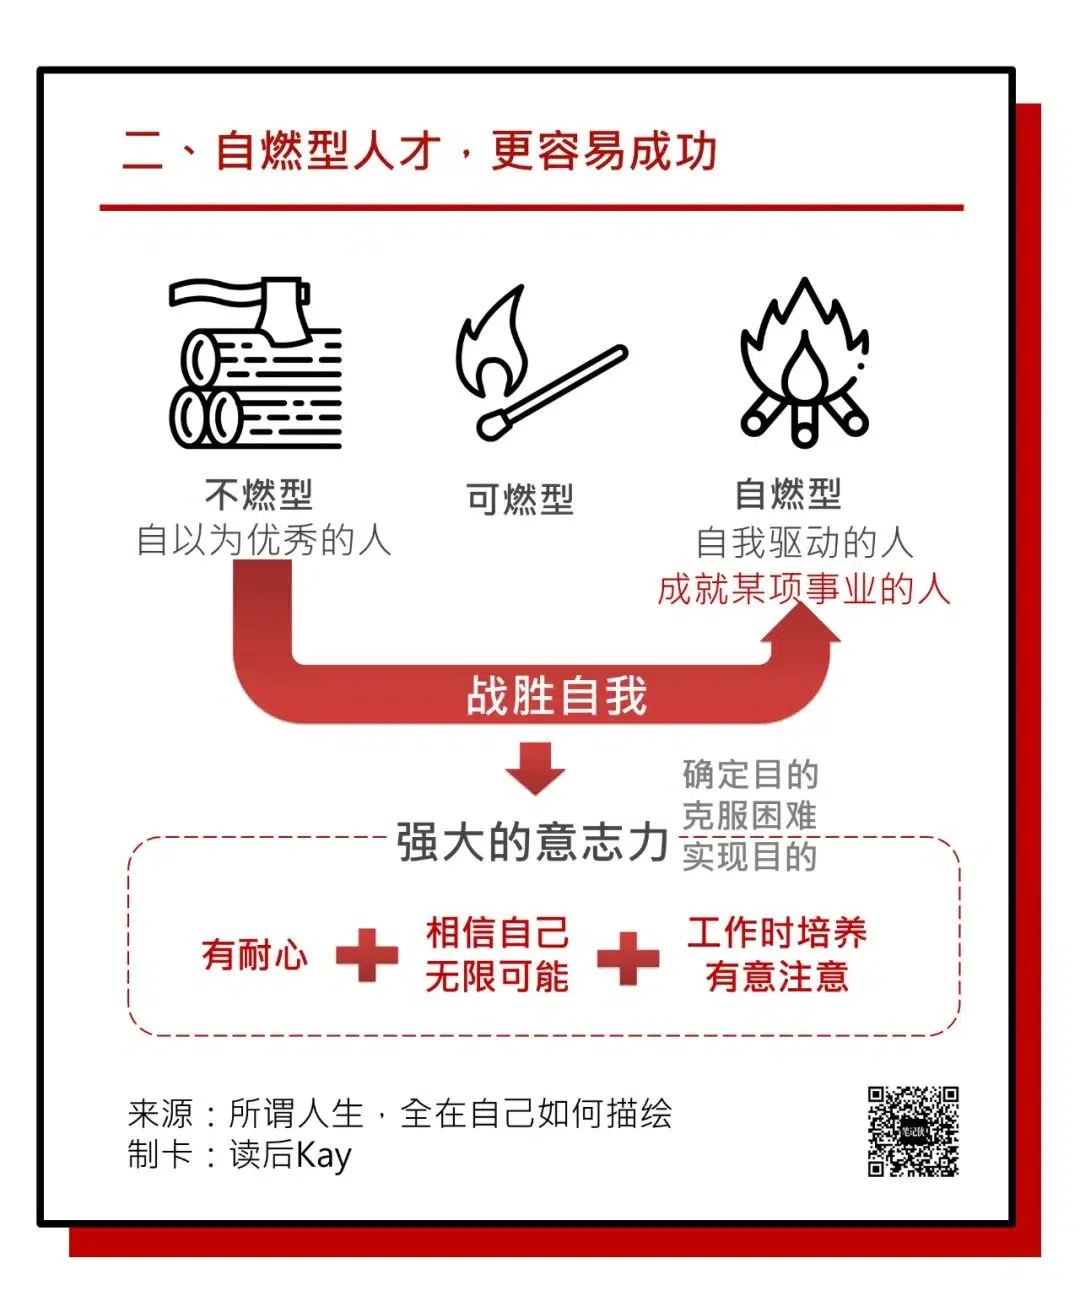 二、自燃型人才，更容易成功
不燃型
自以为优秀的人
可燃型
自燃型
自我驱动的人
成就某项事业的人
战胜自我
强大的意志力
确定目的
克服困难
实现目的
有耐心
相信自己
无限可能
工作时培养
有意注意
来源：所谓人生，全在自己如何描绘
制卡：读后Kay
笔记侠